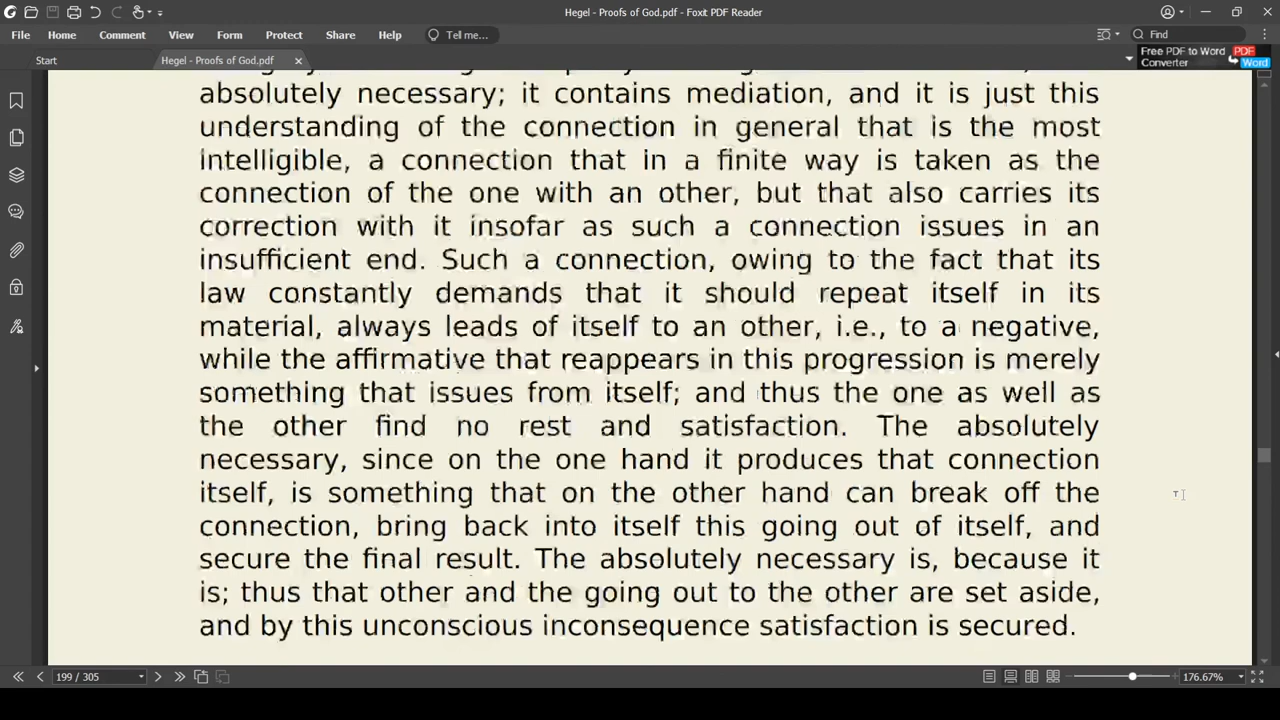 Hegel - Proofs of God.pdf - Foxit PDF Reader
File Home Comment View Form Protect Share Help Tell me... Find
Start Hegel - Proofs of God.pdf Free PDF to Word Converter PDF Word
absolutely necessary; it contains mediation, and it is just this
understanding of the connection in general that is the most
intelligible, a connection that in a finite way is taken as the
connection of the one with an other, but that also carries its
correction with it insofar as such a connection issues in an
insufficient end. Such a connection, owing to the fact that its
law constantly demands that it should repeat itself in its
material, always leads of itself to an other, i.e., to a negative,
while the affirmative that reappears in this progression is merely
something that issues from itself; and thus the one as well as
the other find no rest and satisfaction. The absolutely
necessary, since on the one hand it produces that connection
itself, is something that on the other hand can break off the
connection, bring back into itself this going out of itself, and
secure the final result. The absolutely necessary is, because it
is; thus that other and the going out to the other are set aside,
and by this unconscious inconsequence satisfaction is secured.
199 / 305 176.67%